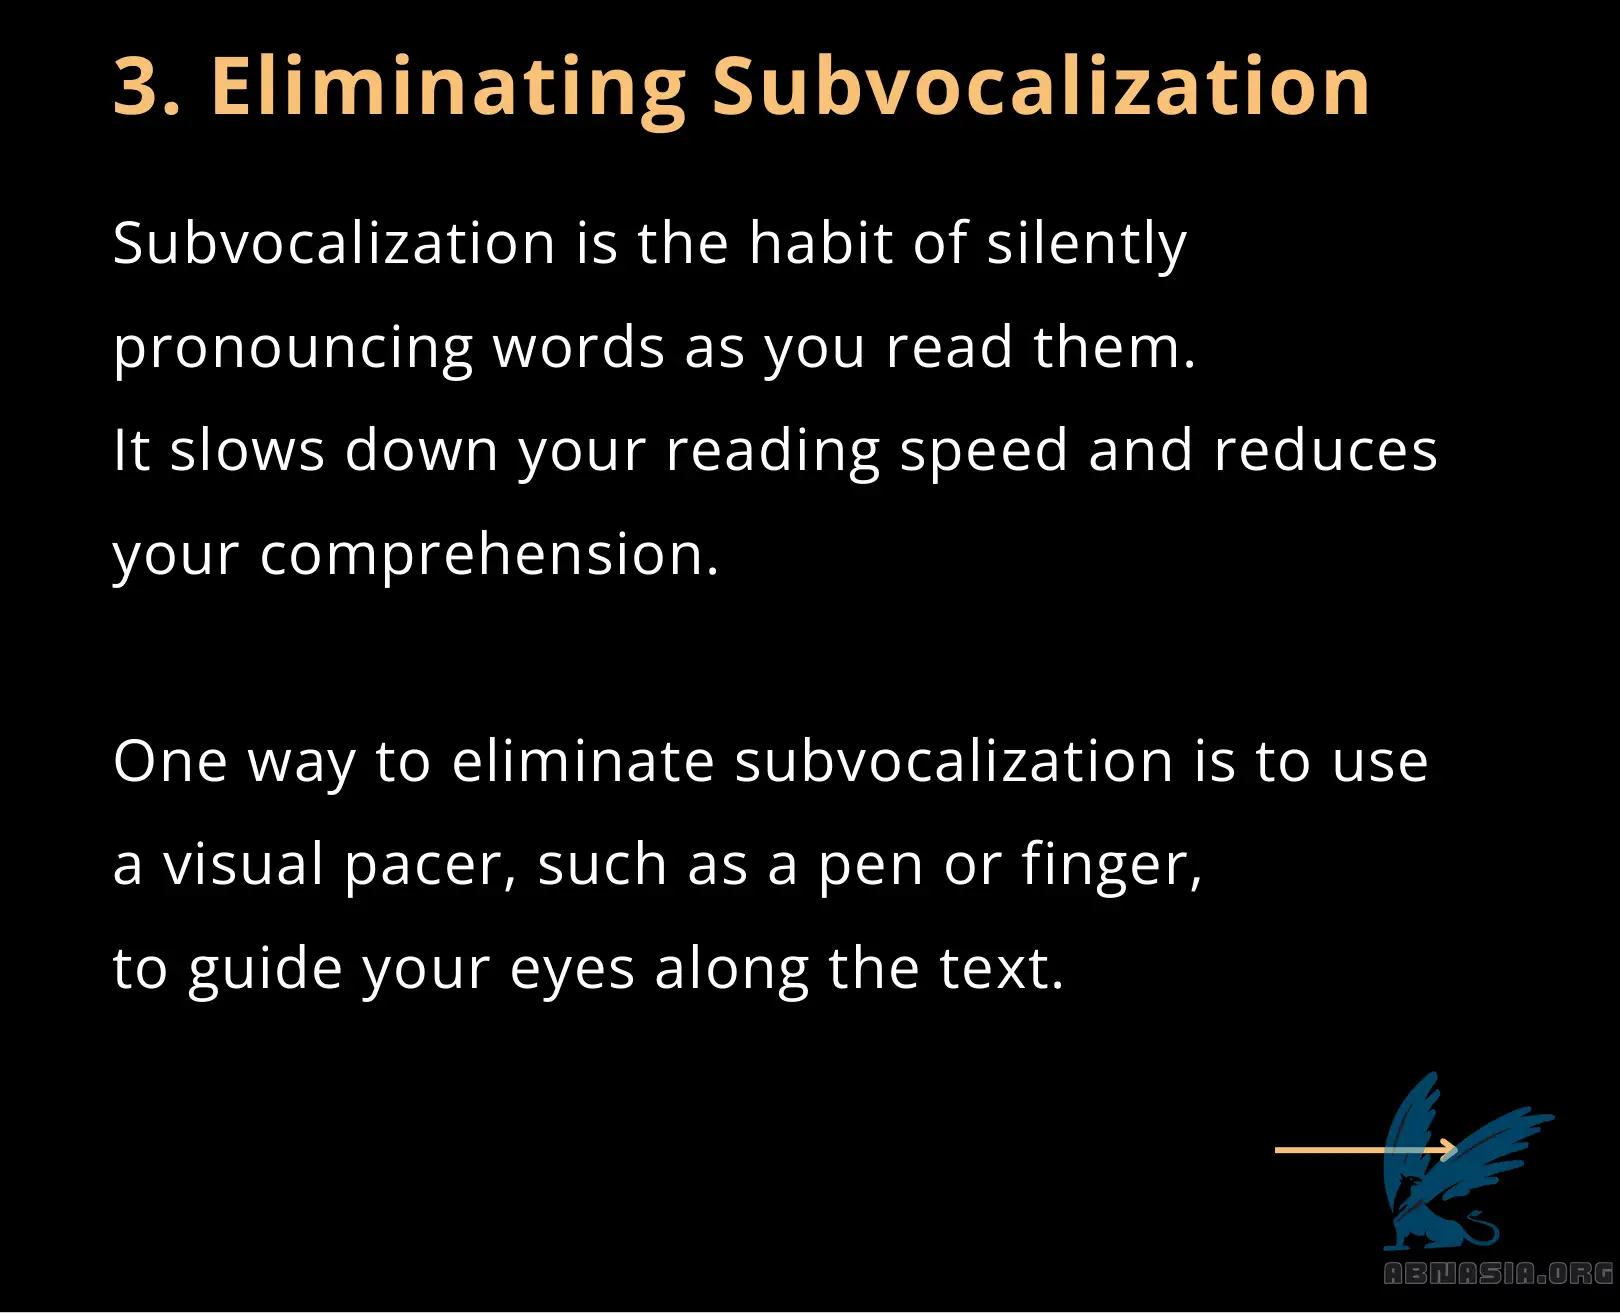 3. Eliminating Subvocalization
Subvocalization is the habit of silently
pronouncing words as you read them.
It slows down your reading speed and reduces
your comprehension.
One way to eliminate subvocalization is to use
a visual pacer, such as a pen or finger,
to guide your eyes along the text.
ABNASIA.ORG